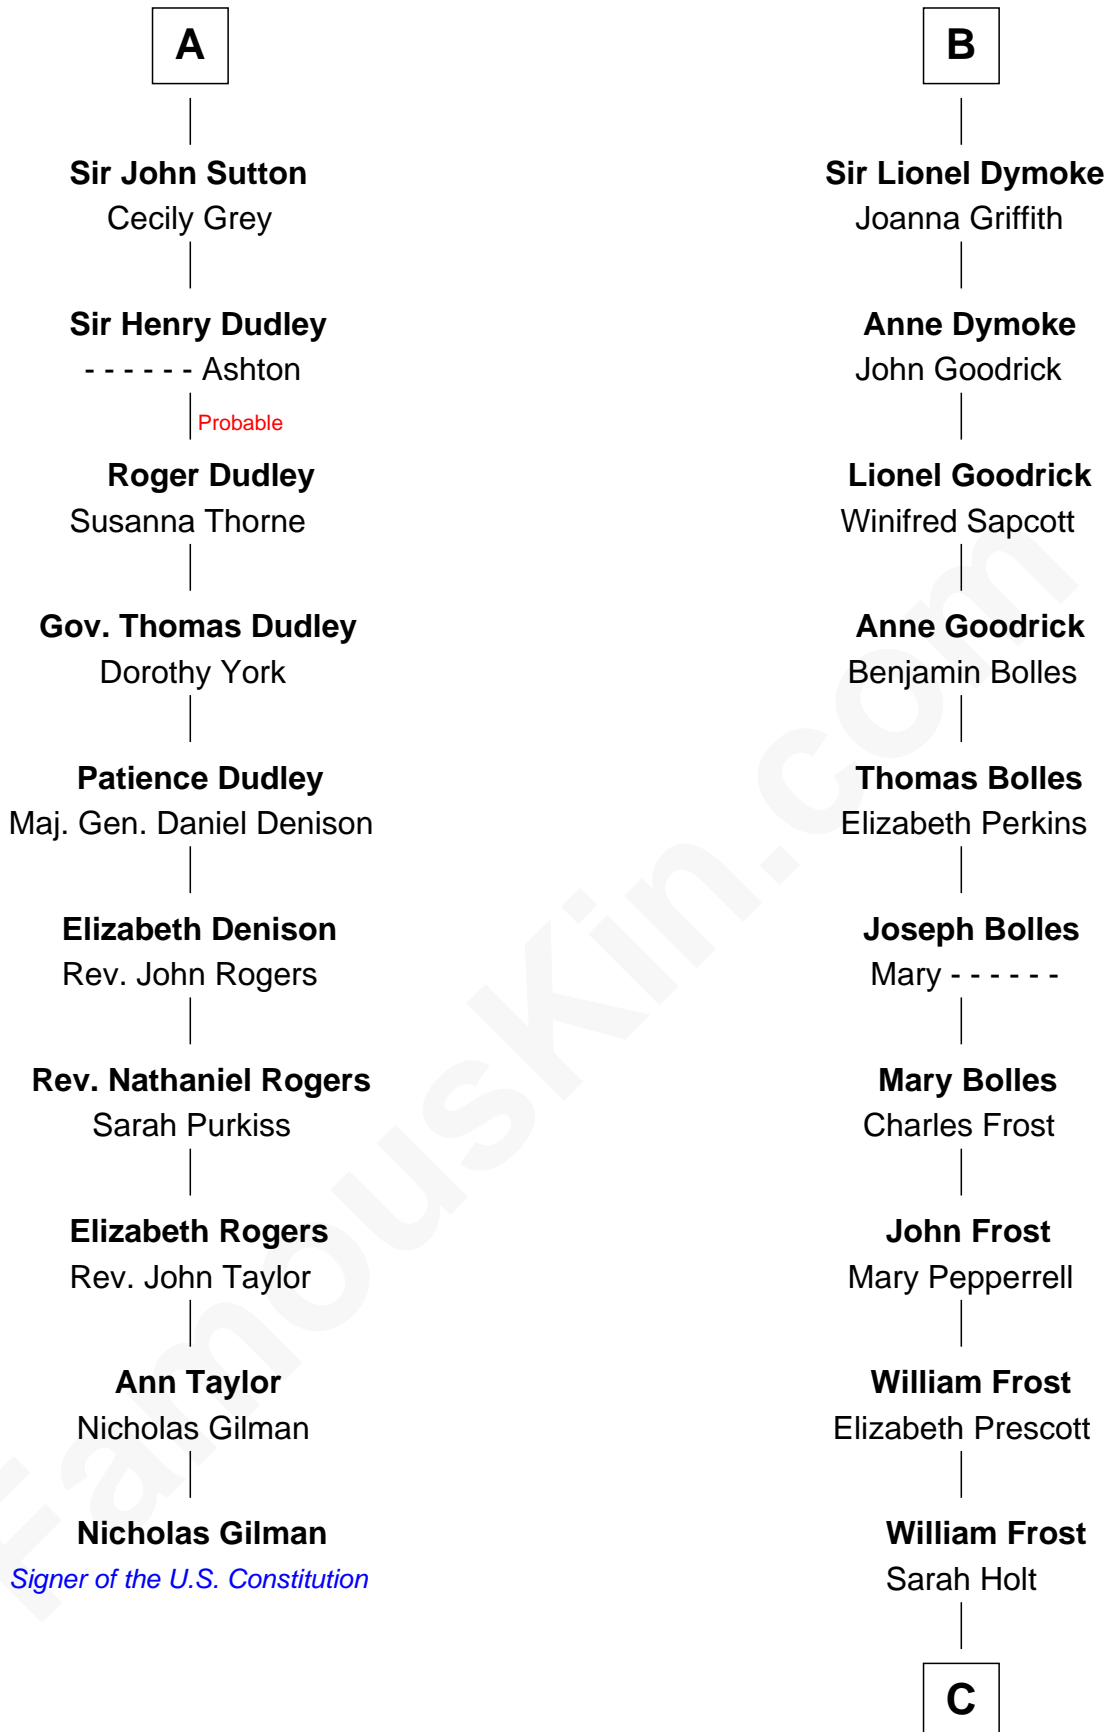 A
Sir John Sutton
Cecily Grey
Sir Henry Dudley
- - - - - - Ashton
Probable
Roger Dudley
Susanna Thorne
Gov. Thomas Dudley
Dorothy York
Patience Dudley
Maj. Gen. Daniel Denison
Elizabeth Denison
Rev. John Rogers
Rev. Nathaniel Rogers
Sarah Purkiss
Elizabeth Rogers
Rev. John Taylor
Ann Taylor
Nicholas Gilman
Nicholas Gilman
Signer of the U.S. Constitution
B
Sir Lionel Dymoke
Joanna Griffith
Anne Dymoke
John Goodrick
Lionel Goodrick
Winifred Sapcott
Anne Goodrick
Benjamin Bolles
Thomas Bolles
Elizabeth Perkins
Joseph Bolles
Mary - - - - - -
Mary Bolles
Charles Frost
John Frost
Mary Pepperrell
William Frost
Elizabeth Prescott
William Frost
Sarah Holt
C
FamousKin.com